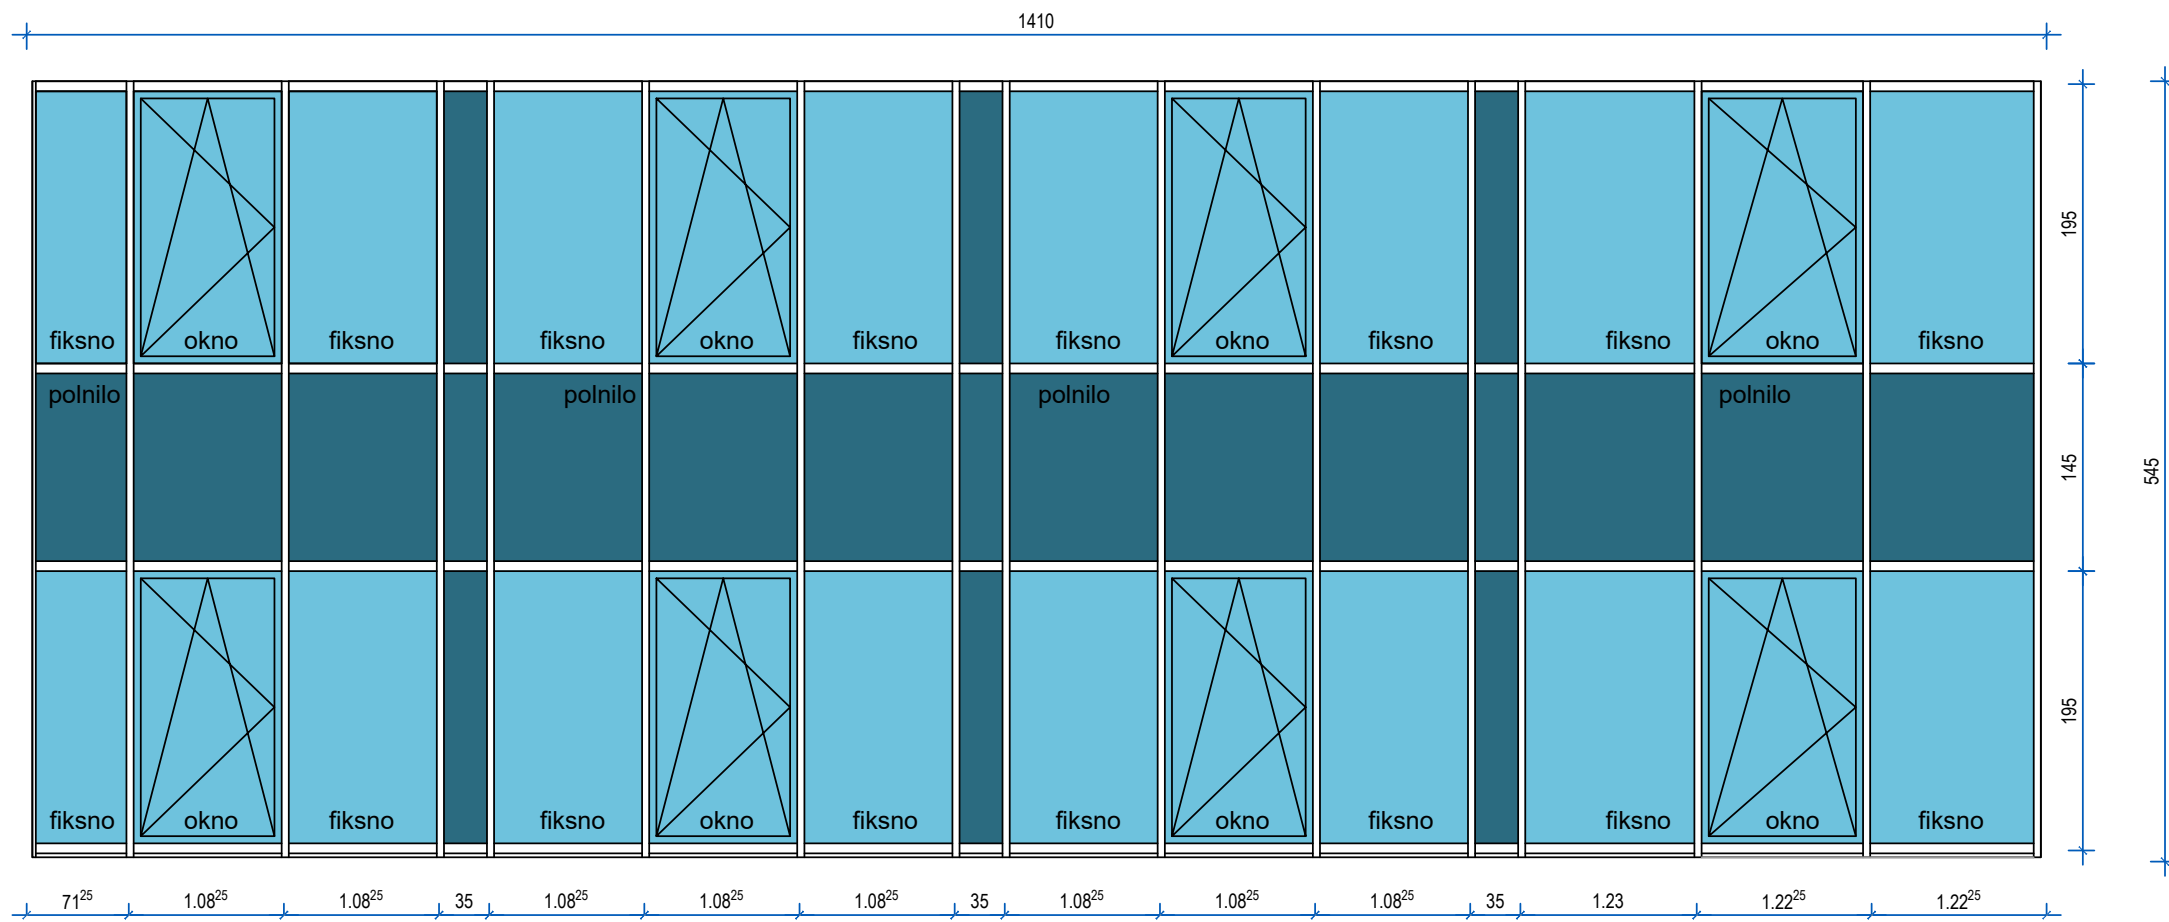 1410
fiksno okno fiksno fiksno okno fiksno fiksno okno fiksno fiksno okno fiksno
195
polnilo polnilo polnilo polnilo
145
545
fiksno okno fiksno fiksno okno fiksno fiksno okno fiksno fiksno okno fiksno
195
71²⁵ 1.08²⁵ 1.08²⁵ 35 1.08²⁵ 1.08²⁵ 1.08²⁵ 35 1.08²⁵ 1.08²⁵ 1.08²⁵ 35 1.23 1.22²⁵ 1.22²⁵